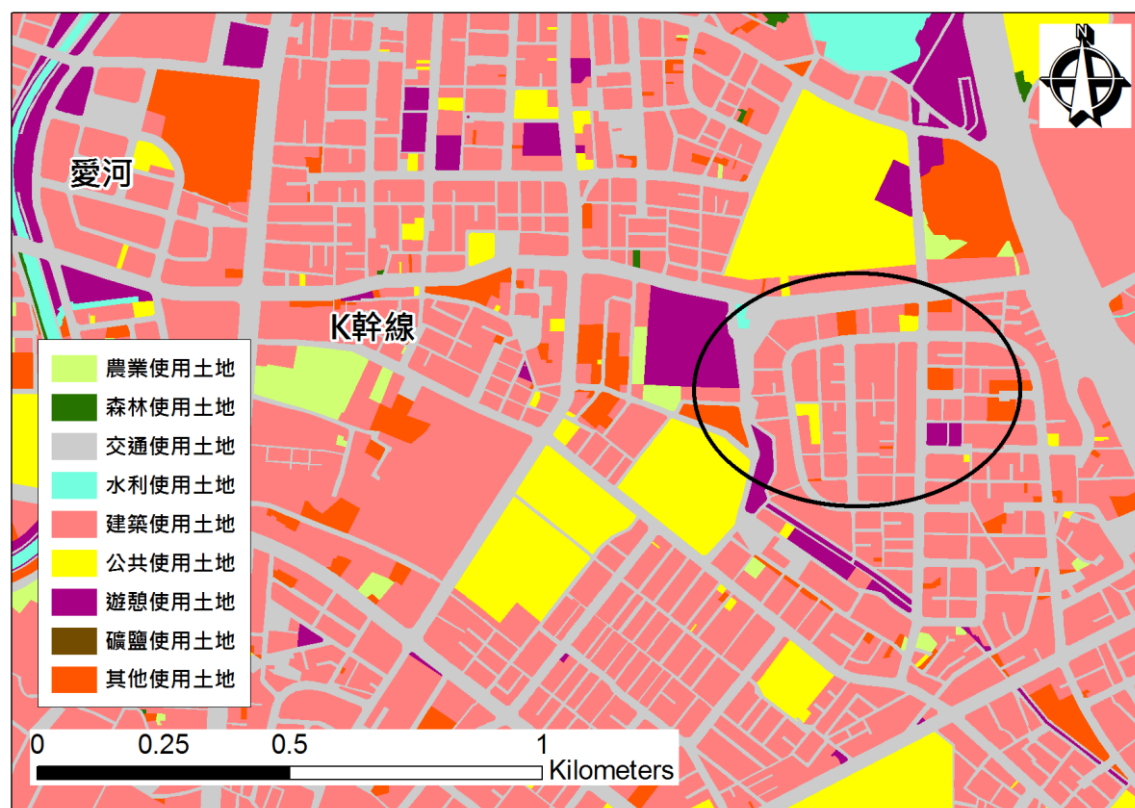 N
愛河
K幹線
農業使用土地
森林使用土地
交通使用土地
水利使用土地
建築使用土地
公共使用土地
遊憩使用土地
礦鹽使用土地
其他使用土地
0 0.25 0.5 1
Kilometers